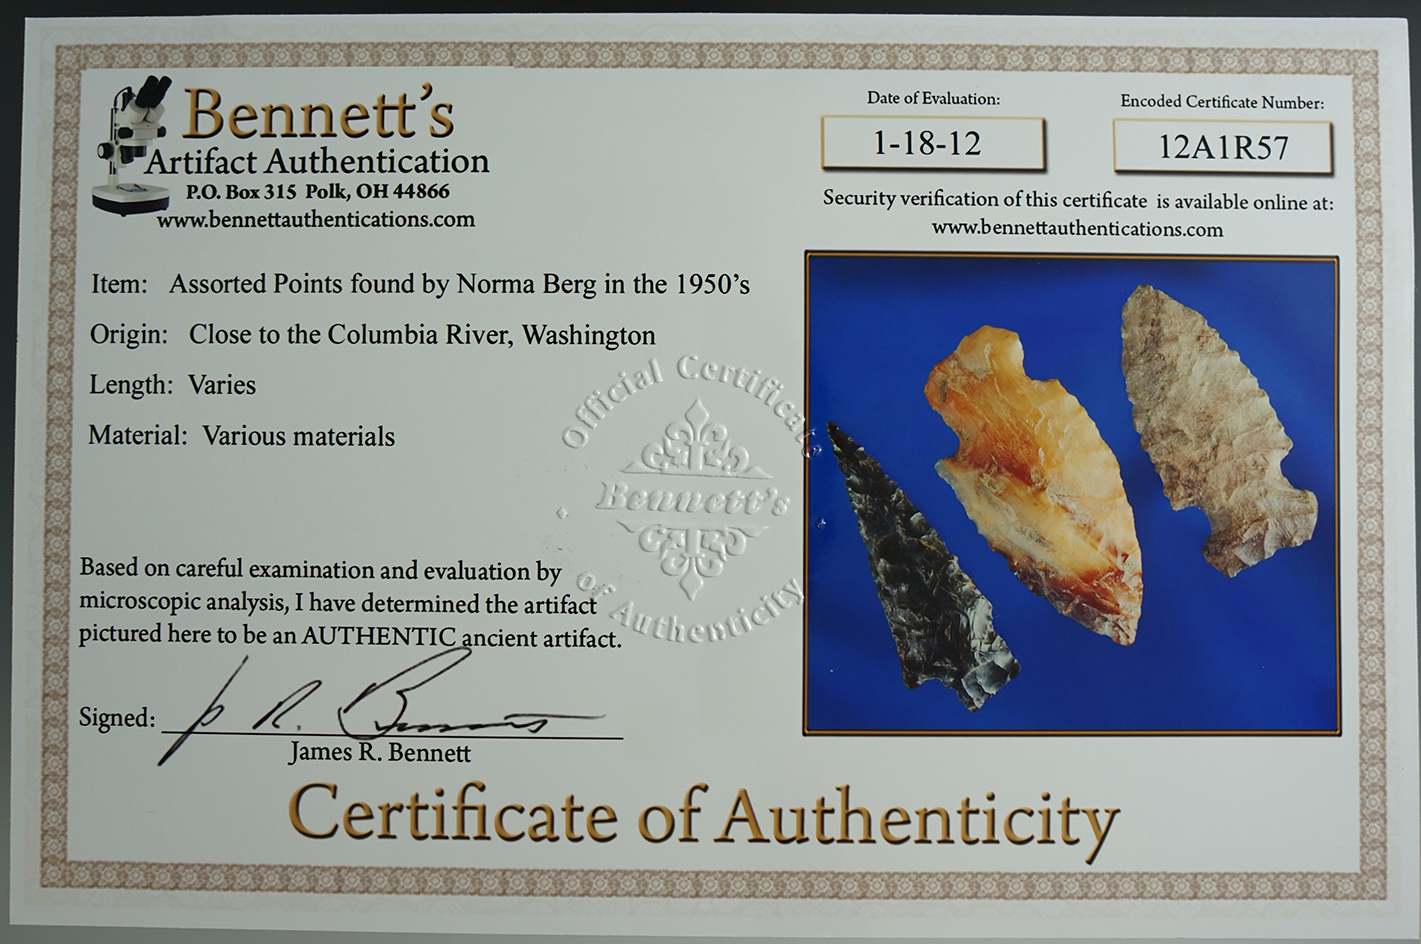 Bennett's
Artifact Authentication
P.O. Box 315 Polk, OH 44866
www.bennettauthentications.com
Date of Evaluation:
1-18-12
Encoded Certificate Number:
12A1R57
Security verification of this certificate is available online at:
www.bennettauthentications.com
Item: Assorted Points found by Norma Berg in the 1950's
Origin: Close to the Columbia River, Washington
Length: Varies
Material: Various materials
Official Certificate
Bennett's
of Authenticity
Based on careful examination and evaluation by
microscopic analysis, I have determined the artifact
pictured here to be an AUTHENTIC ancient artifact.
Signed: J R. Bennett
James R. Bennett
Certificate of Authenticity